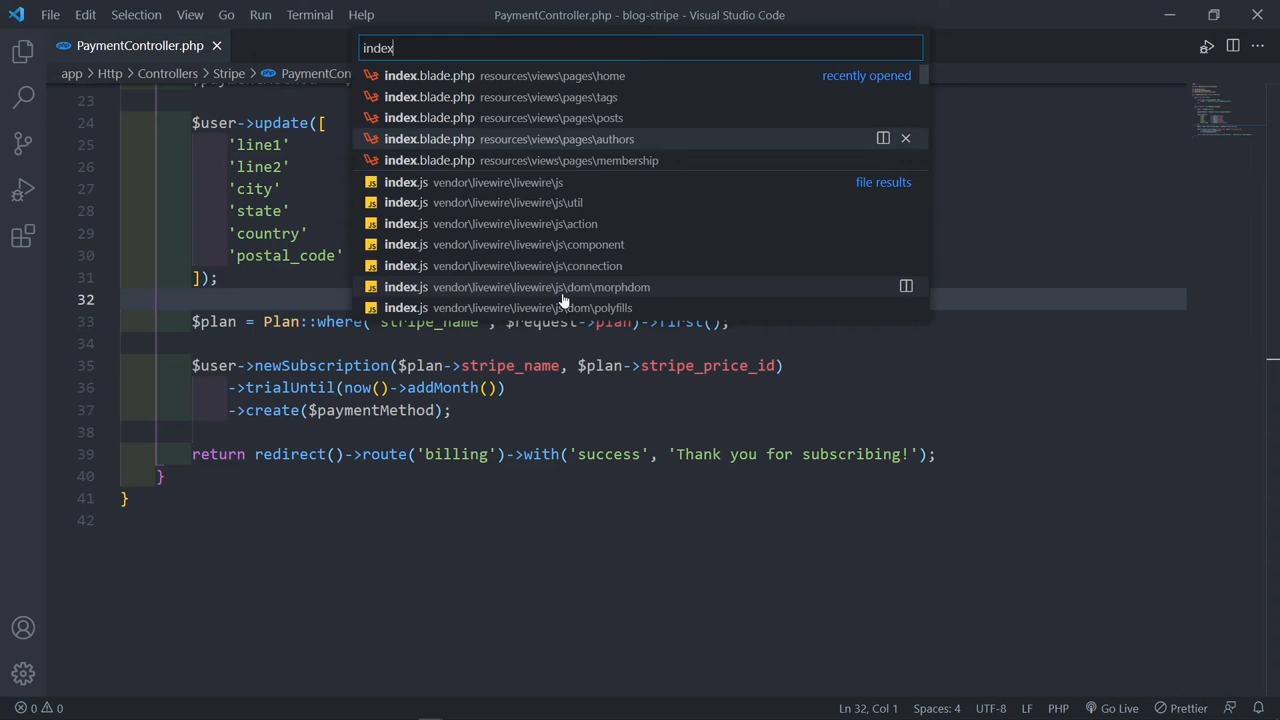 File Edit Selection View Go Run Terminal Help PaymentController.php - blog-stripe - Visual Studio Code
PaymentController.php
index
app > Http > Controllers > Stripe > PaymentCon
index.blade.php resources\views\pages\home recently opened
index.blade.php resources\views\pages\tags
index.blade.php resources\views\pages\posts
index.blade.php resources\views\pages\authors
index.blade.php resources\views\pages\membership
index.js vendor\livewire\livewire\js file results
index.js vendor\livewire\livewire\js\util
index.js vendor\livewire\livewire\js\action
index.js vendor\livewire\livewire\js\component
index.js vendor\livewire\livewire\js\connection
index.js vendor\livewire\livewire\js\dom\morphdom
index.js vendor\livewire\livewire\js\dom\polyfills
23
24 $user->update([
25 'line1'
26 'line2'
27 'city'
28 'state'
29 'country'
30 'postal_code'
31 ]);
32
33 $plan = Plan::where('stripe_name', $request->plan)->first();
34
35 $user->newSubscription($plan->stripe_name, $plan->stripe_price_id)
36 ->trialUntil(now()->addMonth())
37 ->create($paymentMethod);
38
39 return redirect()->route('billing')->with('success', 'Thank you for subscribing!');
40 }
41 }
42
0 0 Ln 32, Col 1 Spaces: 4 UTF-8 LF PHP Go Live Prettier